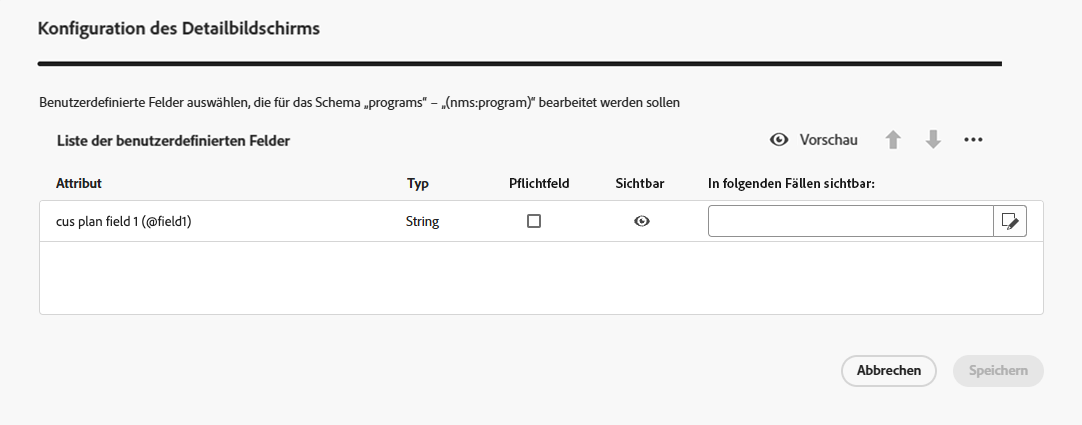 Konfiguration des Detailbildschirms
Benutzerdefinierte Felder auswählen, die für das Schema „programs“ – „(nms:program)“ bearbeitet werden sollen
Liste der benutzerdefinierten Felder
Vorschau
Attribut Typ Pflichtfeld Sichtbar In folgenden Fällen sichtbar:
cus plan field 1 (@field1) String
Abbrechen Speichern